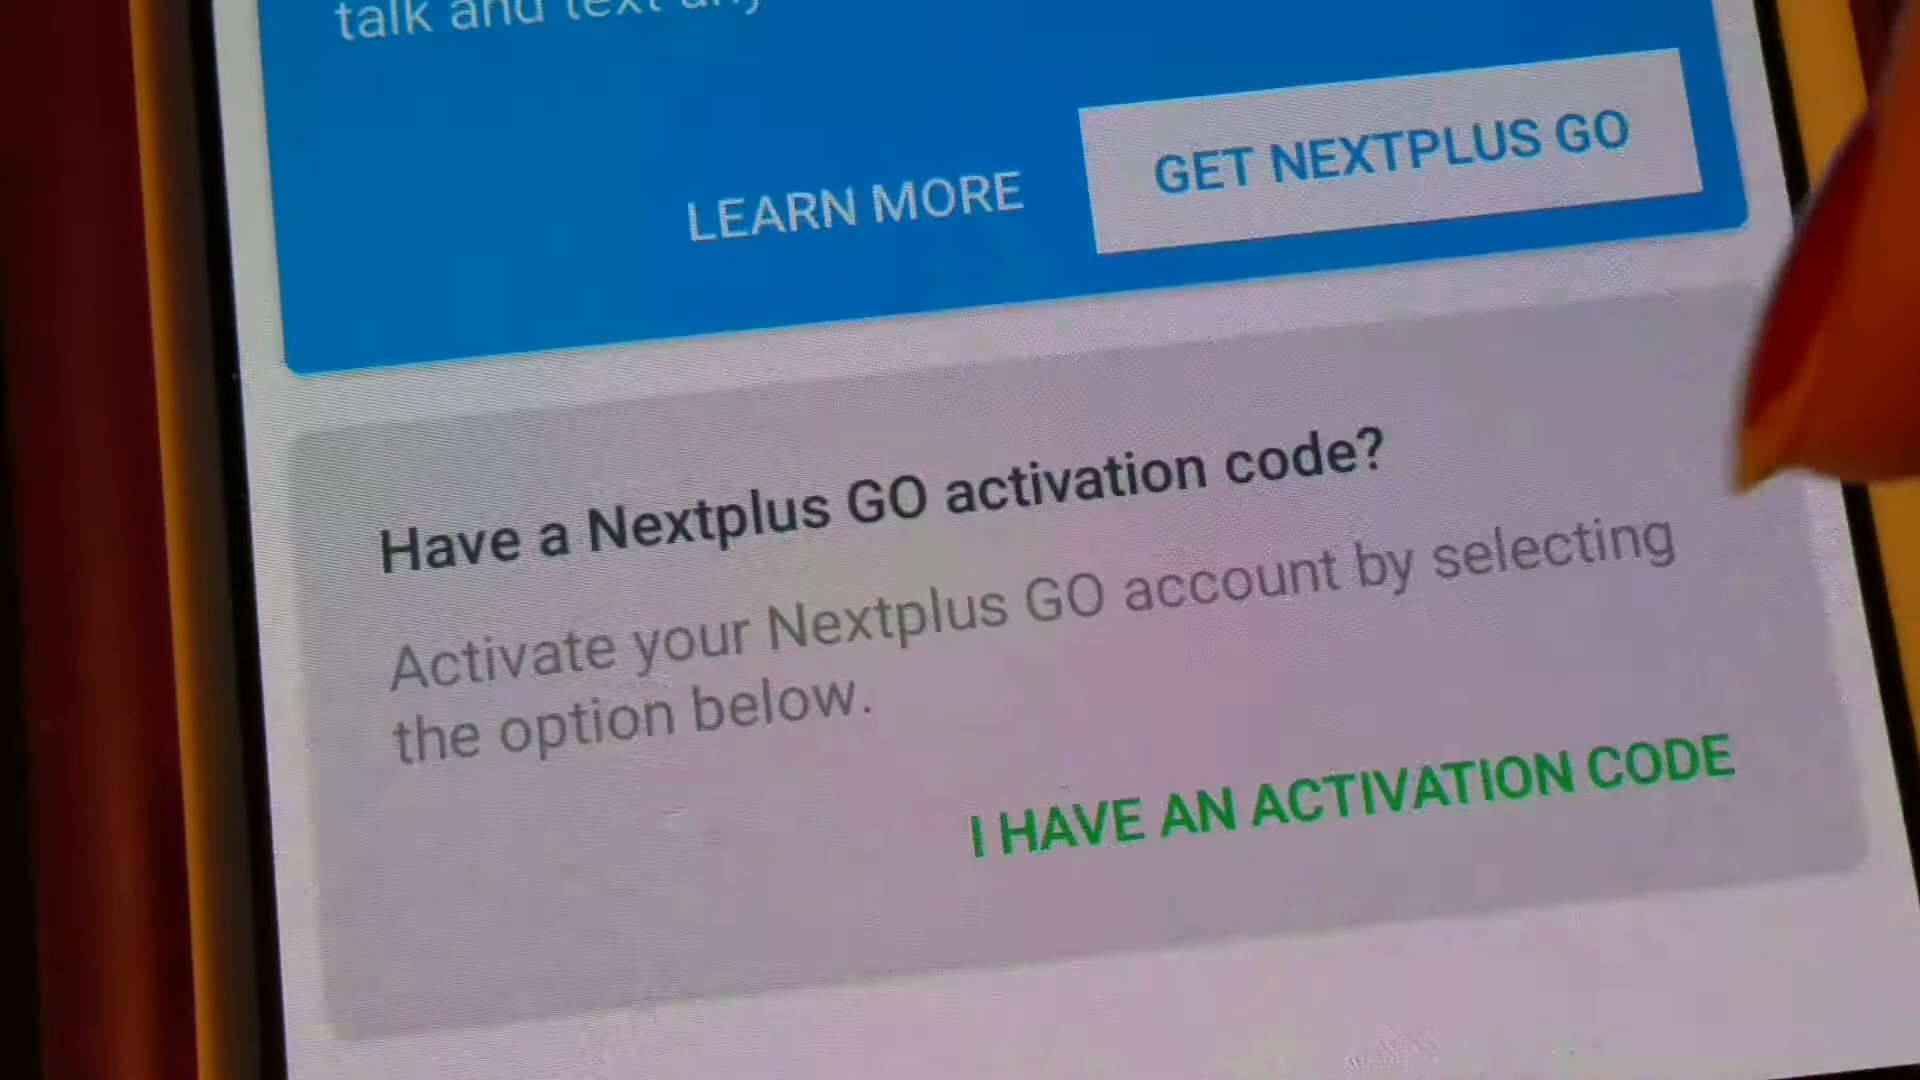 talk and text any
LEARN MORE
GET NEXTPLUS GO
Have a Nextplus GO activation code?
Activate your Nextplus GO account by selecting
the option below.
I HAVE AN ACTIVATION CODE